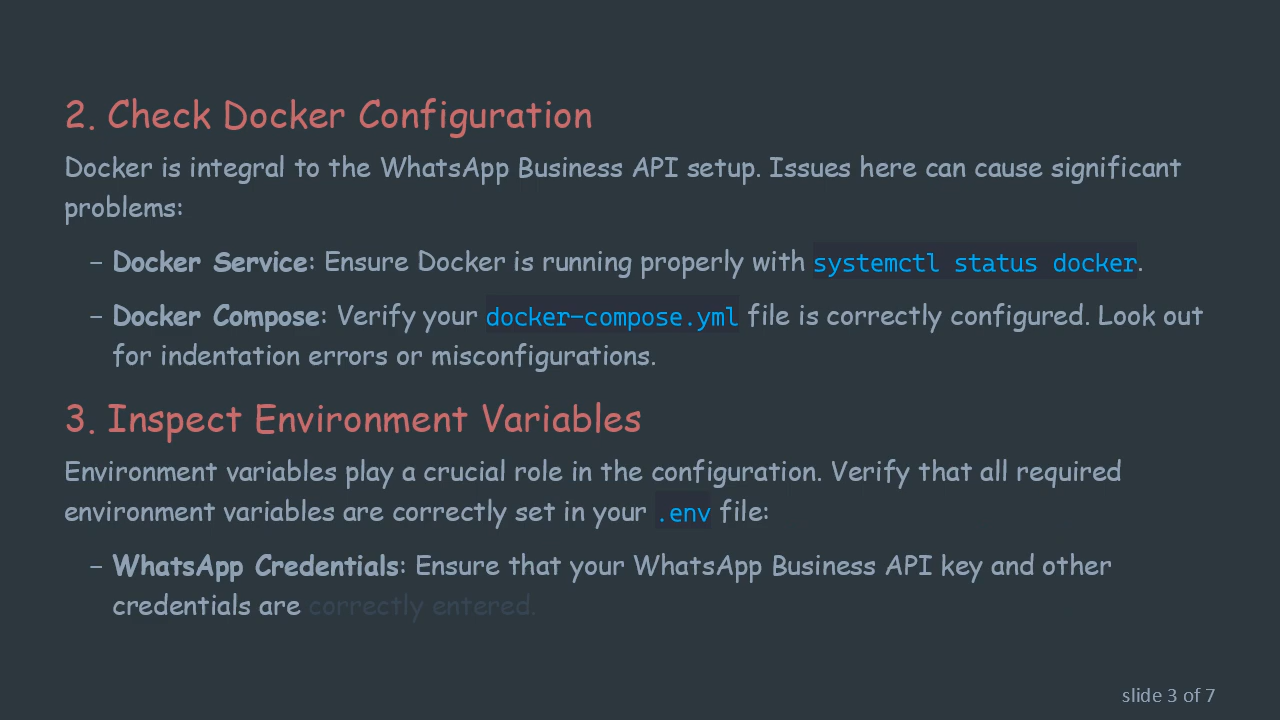 2. Check Docker Configuration
Docker is integral to the WhatsApp Business API setup. Issues here can cause significant
problems:
– Docker Service: Ensure Docker is running properly with systemctl status docker.
– Docker Compose: Verify your docker-compose.yml file is correctly configured. Look out
for indentation errors or misconfigurations.
3. Inspect Environment Variables
Environment variables play a crucial role in the configuration. Verify that all required
environment variables are correctly set in your .env file:
– WhatsApp Credentials: Ensure that your WhatsApp Business API key and other
credentials are correctly entered.
slide 3 of 7